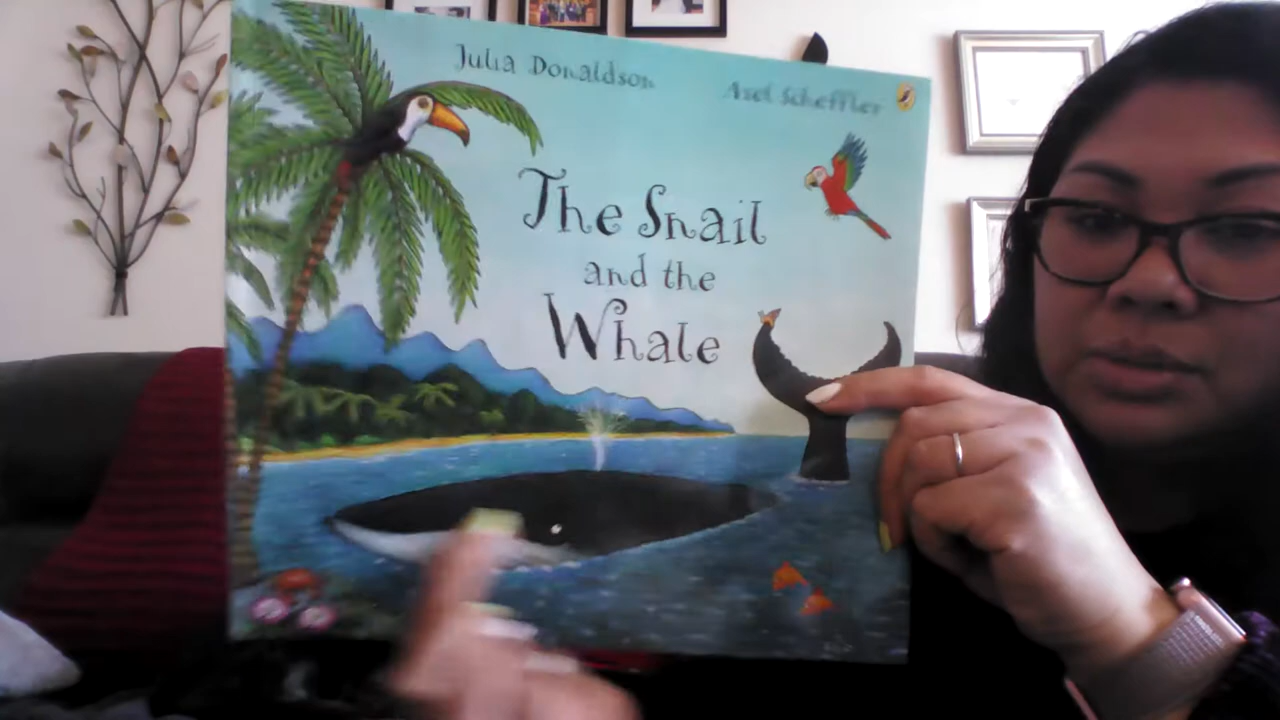 Julia Donaldson
Axel Scheffler
The Snail
and the
Whale